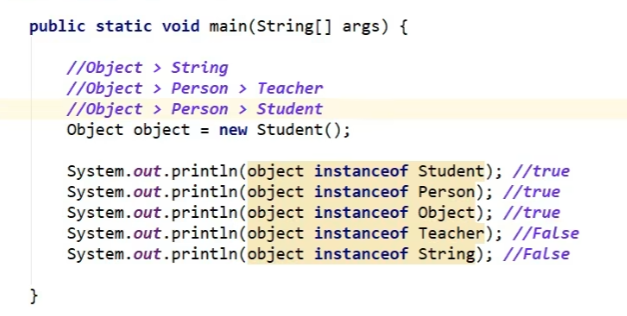 public static void main(String[] args) {
//Object > String
//Object > Person > Teacher
//Object > Person > Student
Object object = new Student();
System.out.println(object instanceof Student); //true
System.out.println(object instanceof Person); //true
System.out.println(object instanceof Object); //true
System.out.println(object instanceof Teacher); //False
System.out.println(object instanceof String); //False
}